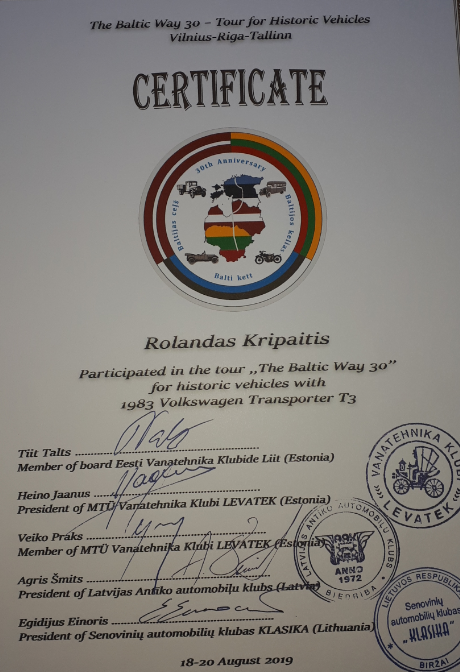 The Baltic Way 30 – Tour for Historic Vehicles
Vilnius-Riga-Tallinn
CERTIFICATE
30th Anniversary
Baltijas ceļš
Baltijos kelias
Balti kett
Rolandas Kripaitis
Participated in the tour „The Baltic Way 30”
for historic vehicles with
1983 Volkswagen Transporter T3
Tiit Talts
Member of board Eesti Vanatehnika Klubide Liit (Estonia)
Heino Jaanus
President of MTÜ Vanatehnika Klubi LEVATEK (Estonia)
Veiko Praks
Member of MTÜ Vanatehnika Klubi LEVATEK (Estonia)
Agris Šmits
President of Latvijas Antīko automobiļu klubs (Latvia)
Egidijus Einoris
President of Senovinių automobilių klubas KLASIKA (Lithuania)
VANATEHNIKA KLUBI
LEVATEK
LATVIJAS ANTĪKO AUTOMOBIĻU KLUBS
ANNO
1972
BIEDRĪBA
LIETUVOS RESPUBLIKA
Senovinių
automobilių klubas
„KLASIKA"
BIRŽAI
18-20 August 2019